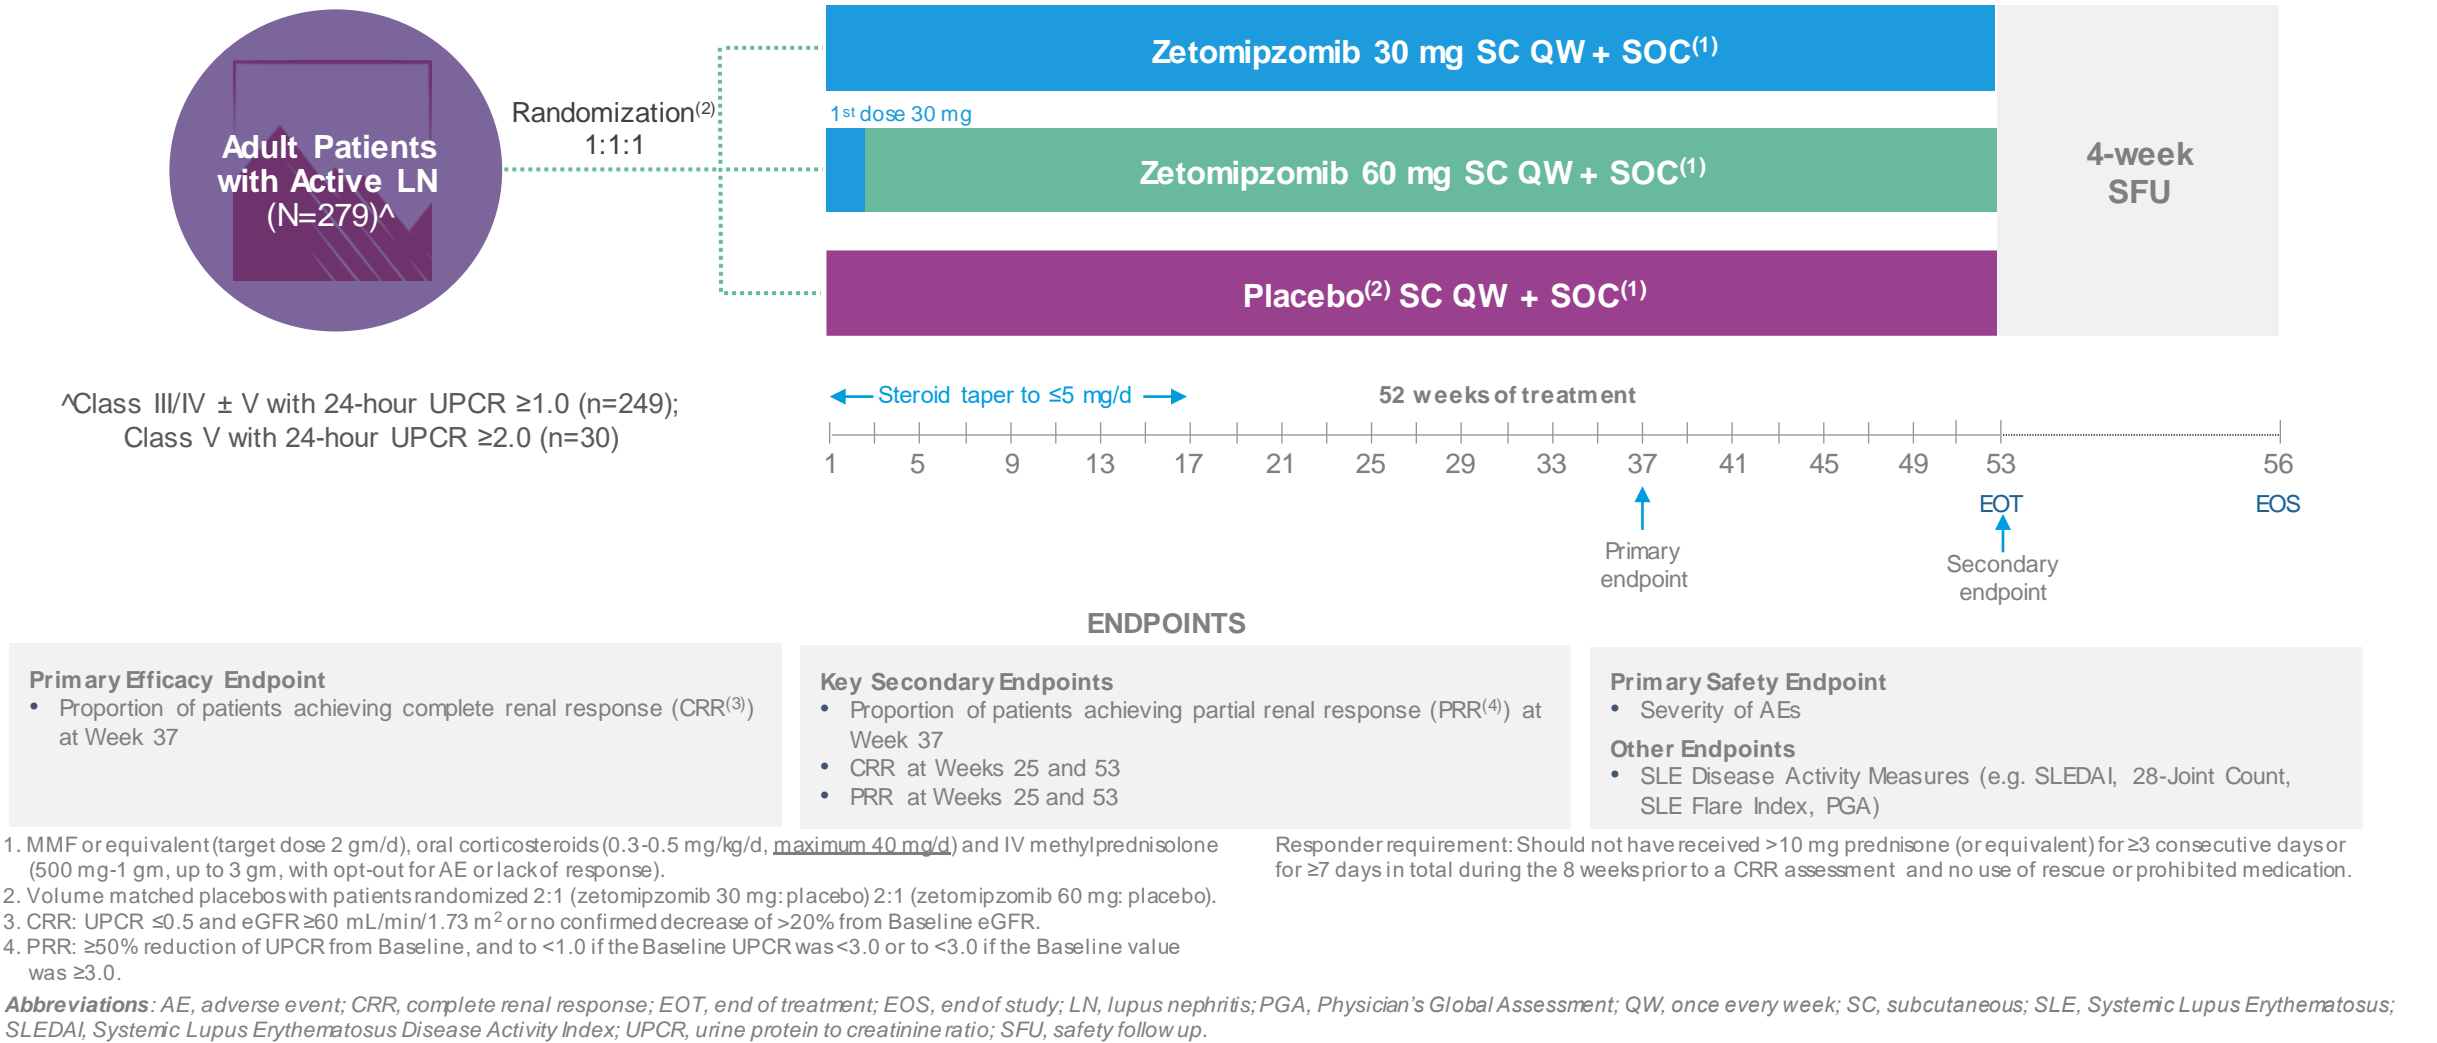 Zetomipzomib 30 mg SC QW + SOC(1)
1st dose 30 mg
Randomization(2)
1:1:1
Adult Patients
with Active LN
(N=279)^
Zetomipzomib 60 mg SC QW + SOC(1)
4-week
SFU
Placebo(2) SC QW + SOC(1)
^Class III/IV ± V with 24-hour UPCR ≥1.0 (n=249);
Class V with 24-hour UPCR ≥2.0 (n=30)
Steroid taper to ≤5 mg/d
52 weeks of treatment
1 5 9 13 17 21 25 29 33 37 41 45 49 53 56
EOT
EOS
Primary
endpoint
Secondary
endpoint
ENDPOINTS
Primary Efficacy Endpoint
• Proportion of patients achieving complete renal response (CRR(3))
at Week 37
Key Secondary Endpoints
• Proportion of patients achieving partial renal response (PRR(4)) at
Week 37
• CRR at Weeks 25 and 53
• PRR at Weeks 25 and 53
Primary Safety Endpoint
• Severity of AEs
Other Endpoints
• SLE Disease Activity Measures (e.g. SLEDAI, 28-Joint Count,
SLE Flare Index, PGA)
1. MMF or equivalent (target dose 2 gm/d), oral corticosteroids (0.3-0.5 mg/kg/d, maximum 40 mg/d) and IV methylprednisolone
(500 mg-1 gm, up to 3 gm, with opt-out for AE or lack of response).
2. Volume matched placebos with patients randomized 2:1 (zetomipzomib 30 mg: placebo) 2:1 (zetomipzomib 60 mg: placebo).
3. CRR: UPCR ≤0.5 and eGFR ≥60 mL/min/1.73 m2 or no confirmed decrease of >20% from Baseline eGFR.
4. PRR: ≥50% reduction of UPCR from Baseline, and to <1.0 if the Baseline UPCR was <3.0 or to <3.0 if the Baseline value
was ≥3.0.
Responder requirement: Should not have received >10 mg prednisone (or equivalent) for ≥3 consecutive days or
for ≥7 days in total during the 8 weeks prior to a CRR assessment and no use of rescue or prohibited medication.
Abbreviations: AE, adverse event; CRR, complete renal response; EOT, end of treatment; EOS, end of study; LN, lupus nephritis; PGA, Physician's Global Assessment; QW, once every week; SC, subcutaneous; SLE, Systemic Lupus Erythematosus;
SLEDAI, Systemic Lupus Erythematosus Disease Activity Index; UPCR, urine protein to creatinine ratio; SFU, safety follow up.